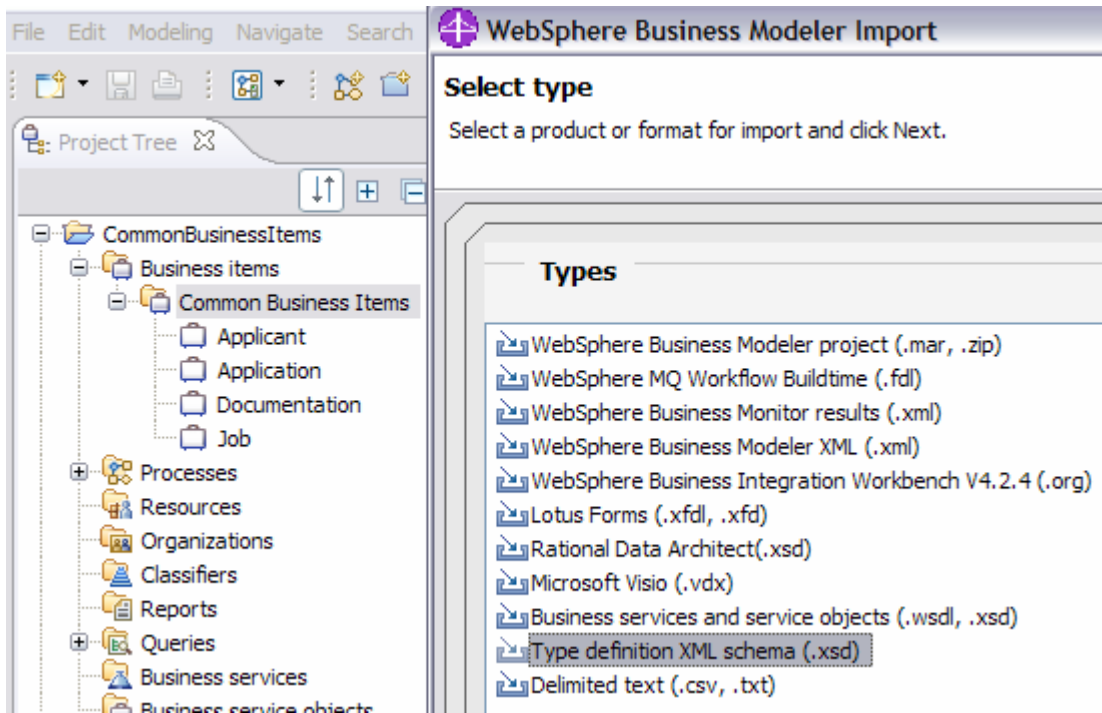 File Edit Modeling Navigate Search
Project Tree
CommonBusinessItems
Business items
Common Business Items
Applicant
Application
Documentation
Job
Processes
Resources
Organizations
Classifiers
Reports
Queries
Business services
Business service objects
WebSphere Business Modeler Import
Select type
Select a product or format for import and click Next.
Types
WebSphere Business Modeler project (.mar, .zip)
WebSphere MQ Workflow Buildtime (.fdl)
WebSphere Business Monitor results (.xml)
WebSphere Business Modeler XML (.xml)
WebSphere Business Integration Workbench V4.2.4 (.org)
Lotus Forms (.xfdl, .xfd)
Rational Data Architect(.xsd)
Microsoft Visio (.vdx)
Business services and service objects (.wsdl, .xsd)
Type definition XML schema (.xsd)
Delimited text (.csv, .txt)